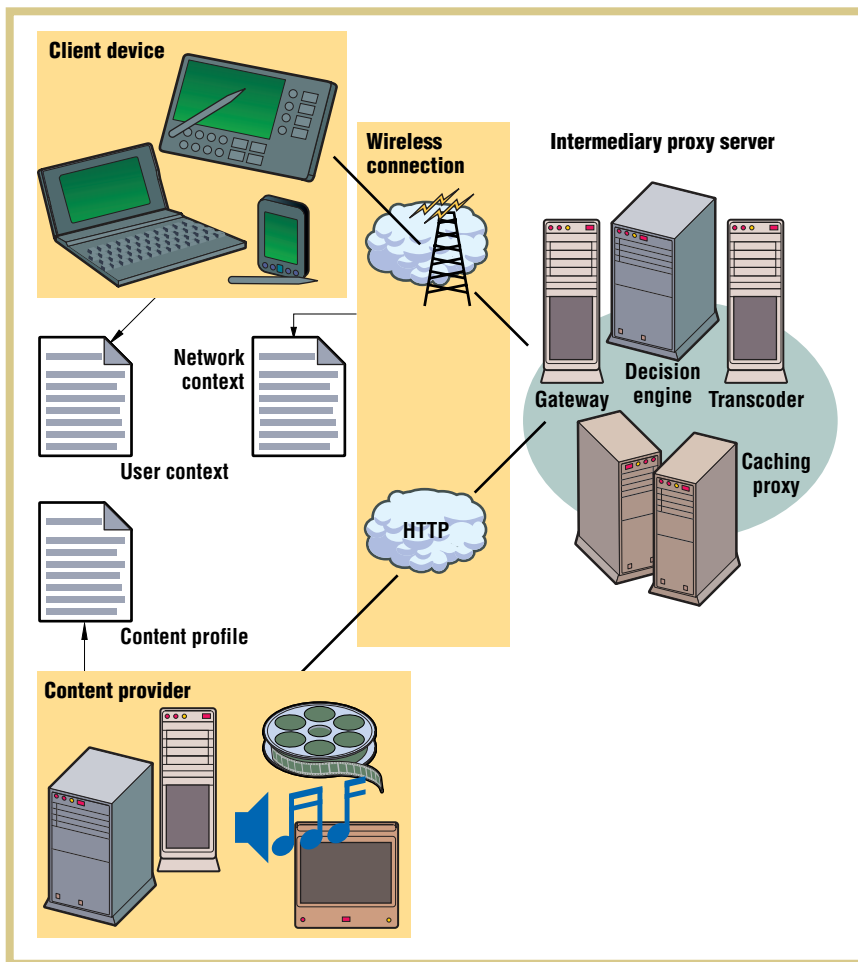 Client device
Wireless
connection
Intermediary proxy server
Network
context
User context
Gateway
Decision
engine
Transcoder
Caching
proxy
HTTP
Content profile
Content provider